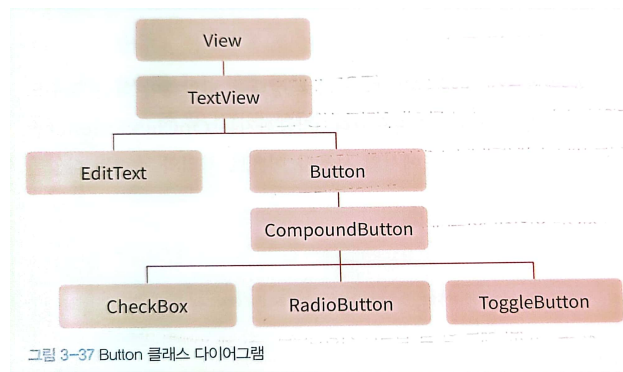 View
TextView
EditText
Button
CompoundButton
CheckBox
RadioButton
ToggleButton
그림 3-37 Button 클래스 다이어그램